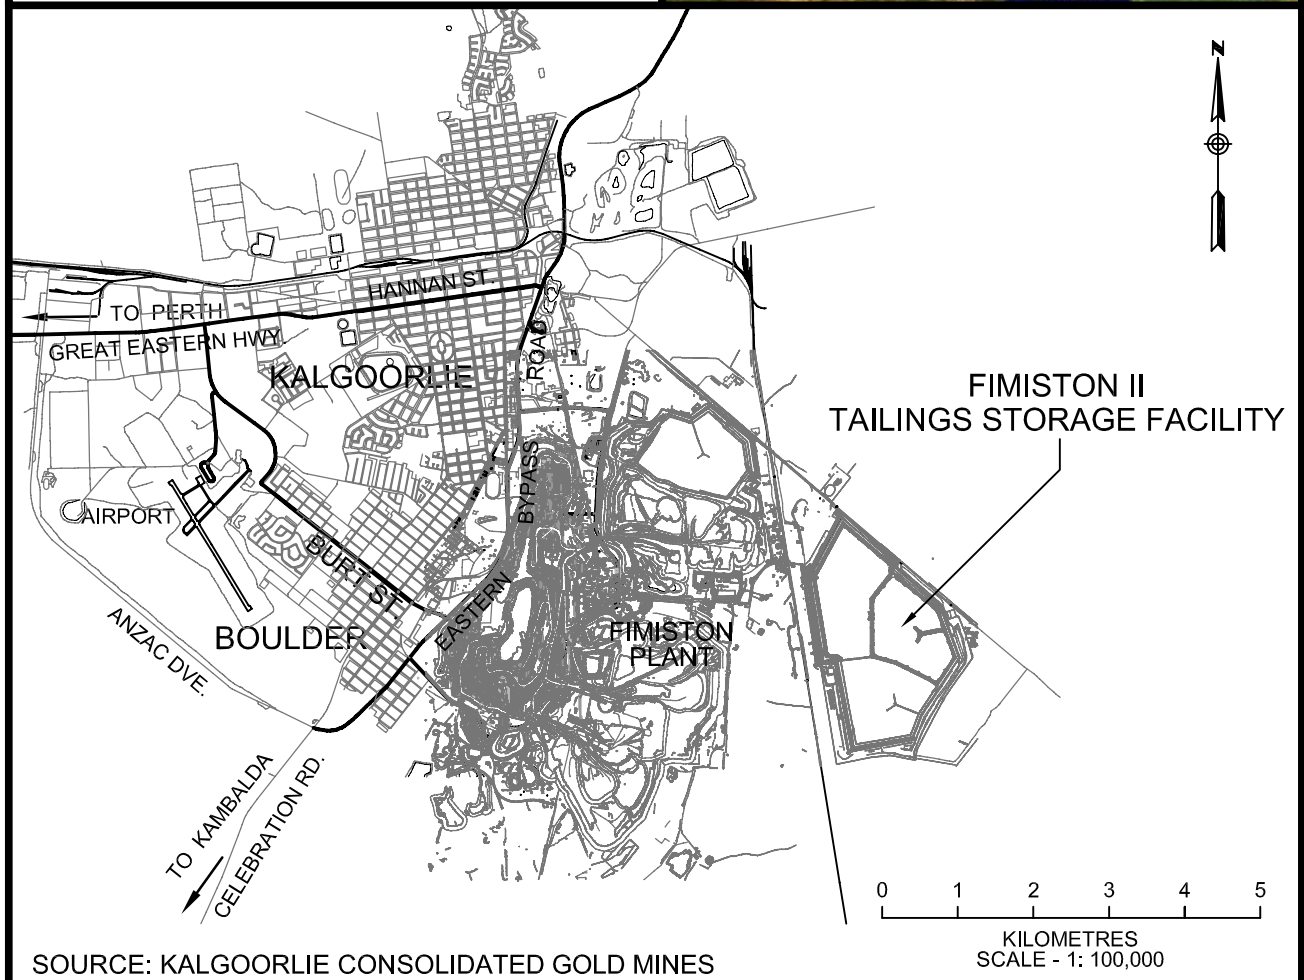 N
HANNAN ST.
TO PERTH
GREAT EASTERN HWY.
KALGOORLIE
ROAD
BYPASS
EASTERN
FIMISTON II
TAILINGS STORAGE FACILITY
AIRPORT
BURT ST.
BOULDER
FIMISTON
PLANT
ANZAC DVE.
TO KAMBALDA
CELEBRATION RD.
0 1 2 3 4 5
KILOMETRES
SCALE - 1: 100,000
SOURCE: KALGOORLIE CONSOLIDATED GOLD MINES